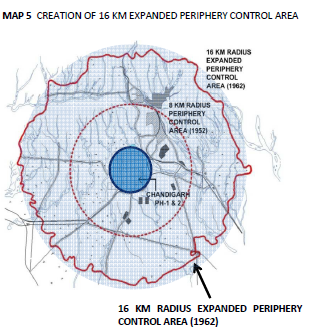 MAP 5 CREATION OF 16 KM EXPANDED PERIPHERY CONTROL AREA
16 KM RADIUS
EXPANDED
PERIPHERY
CONTROL
AREA (1962)
8 KM RADIUS
PERIPHERY
CONTROL
AREA (1952)
CHANDIGARH
PH-1 & 2
16 KM RADIUS EXPANDED PERIPHERY
CONTROL AREA (1962)